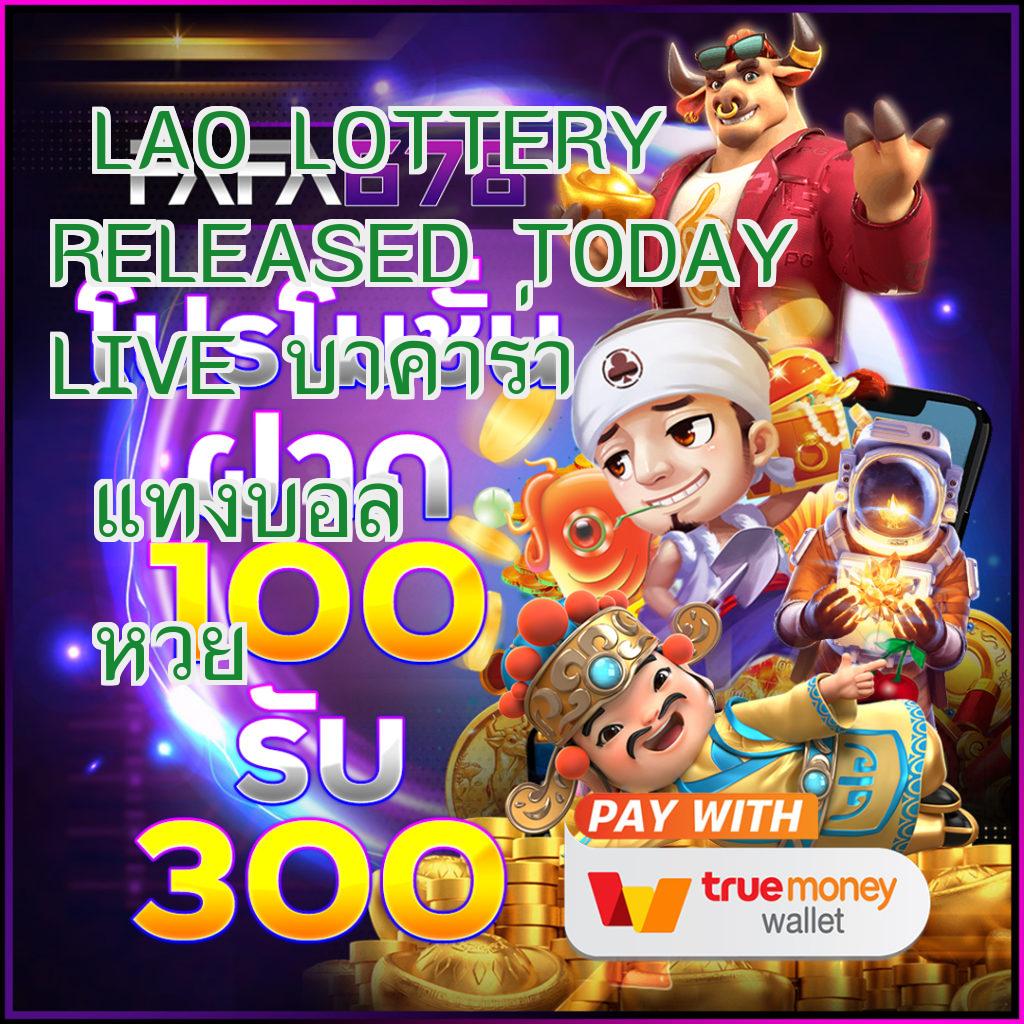 LAO LOTTERY
FAFA678
RELEASED TODAY
โปรโมชั่น
LIVE บาคาร่า
ฝาก
แทงบอล
100
หวย
รับ
300
PAY WITH
truemoney
wallet
PG